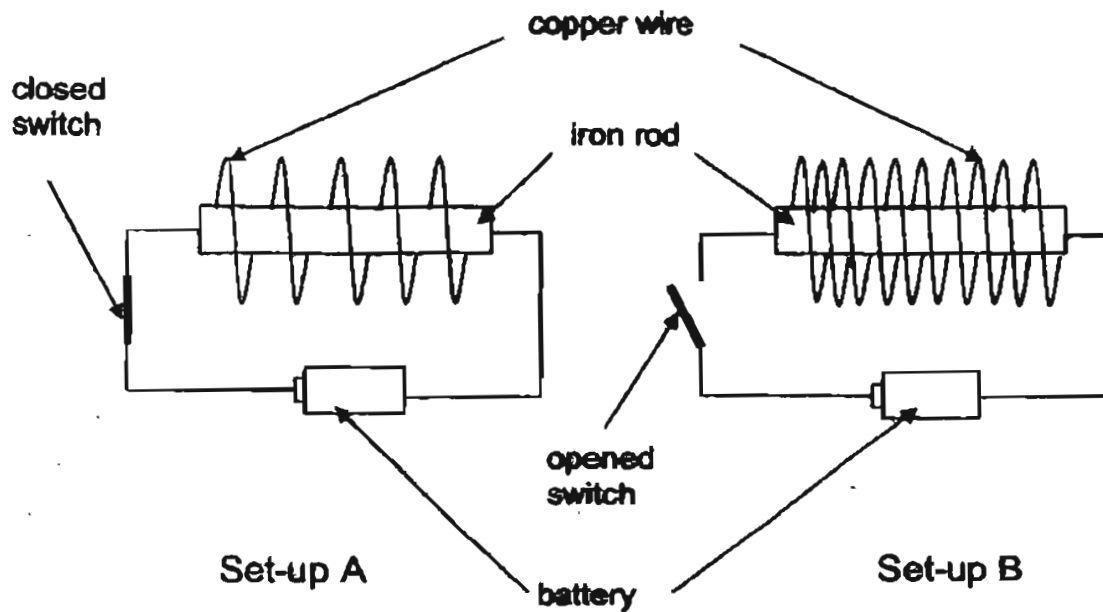 copper wire
closed
switch
iron rod
opened
switch
Set-up A
Set-up B
battery